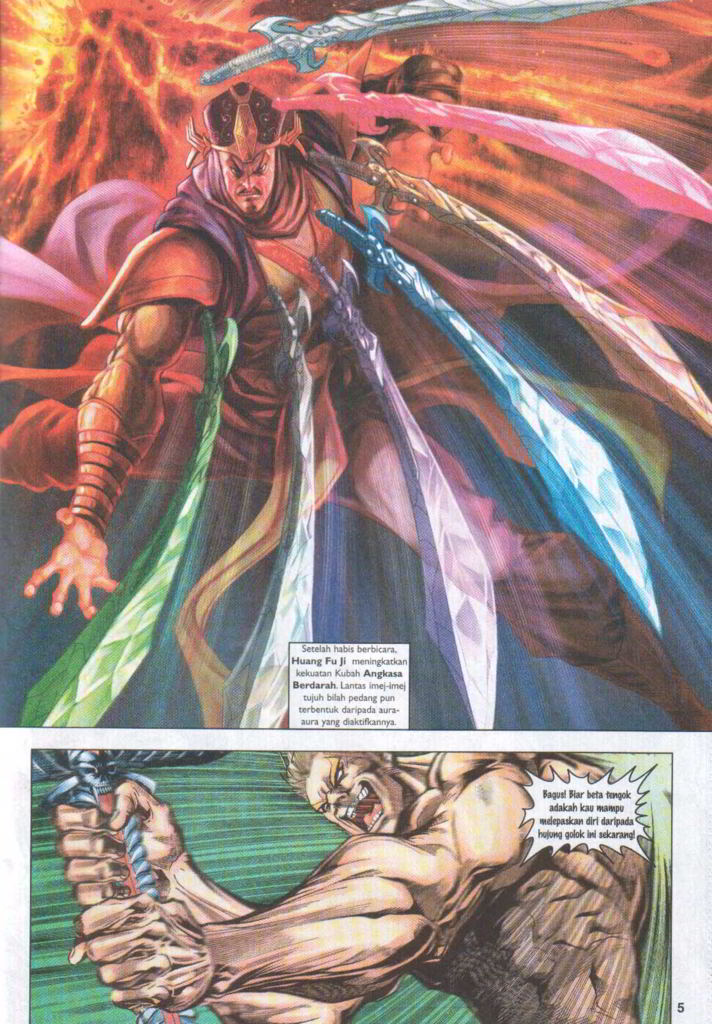 Setelah habis berbicara,
Huang Fu Ji meningkatkan
kekuatan Kubah Angkasa
Berdarah. Lantas imej-imej
tujuh bilah pedang pun
terbentuk daripada aura-
aura yang diaktifkannya.
Bagus! Biar beta tengok
adakah kau mampu
melepaskan diri daripada
hujung golok ini sekarang!
5